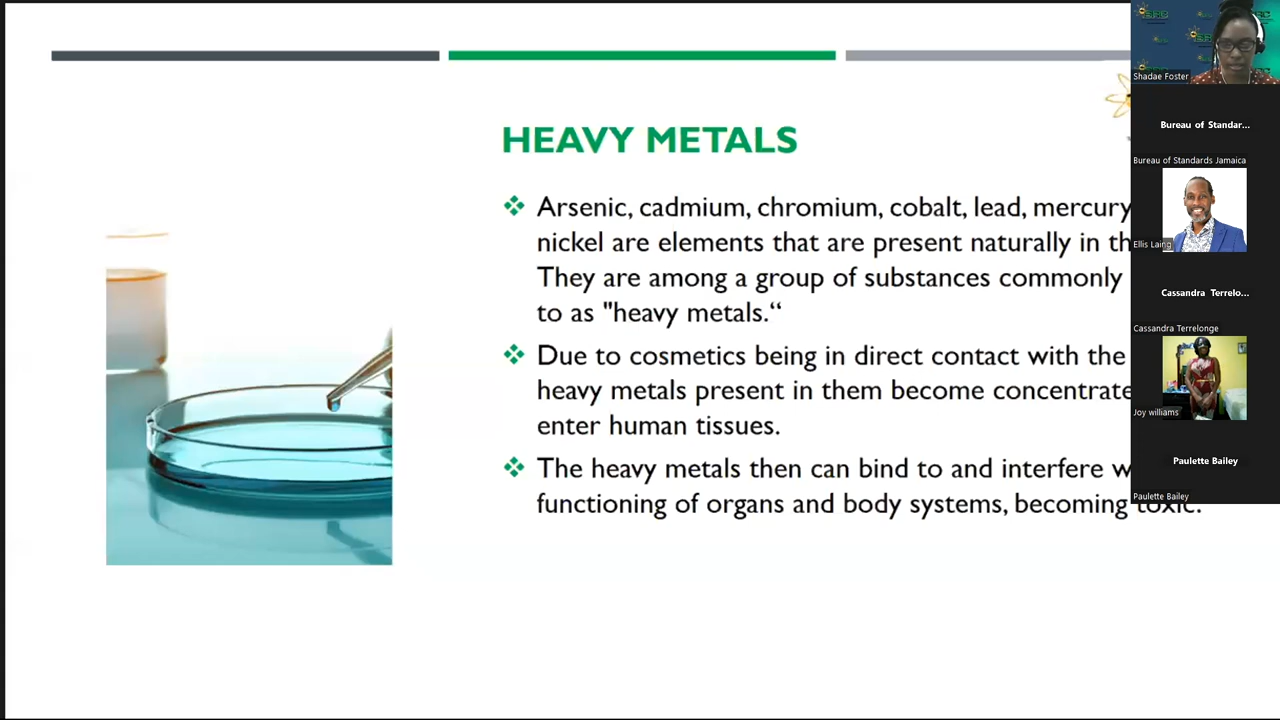 HEAVY METALS
Arsenic, cadmium, chromium, cobalt, lead, mercury
nickel are elements that are present naturally in th
They are among a group of substances commonly
to as "heavy metals.“
Due to cosmetics being in direct contact with the
heavy metals present in them become concentrate
enter human tissues.
The heavy metals then can bind to and interfere w
functioning of organs and body systems, becoming toxic.
Shadae Foster
Bureau of Standar...
Bureau of Standards Jamaica
Ellis Laing
Cassandra Terrelo...
Cassandra Terrelonge
Joy williams
Paulette Bailey
Paulette Bailey